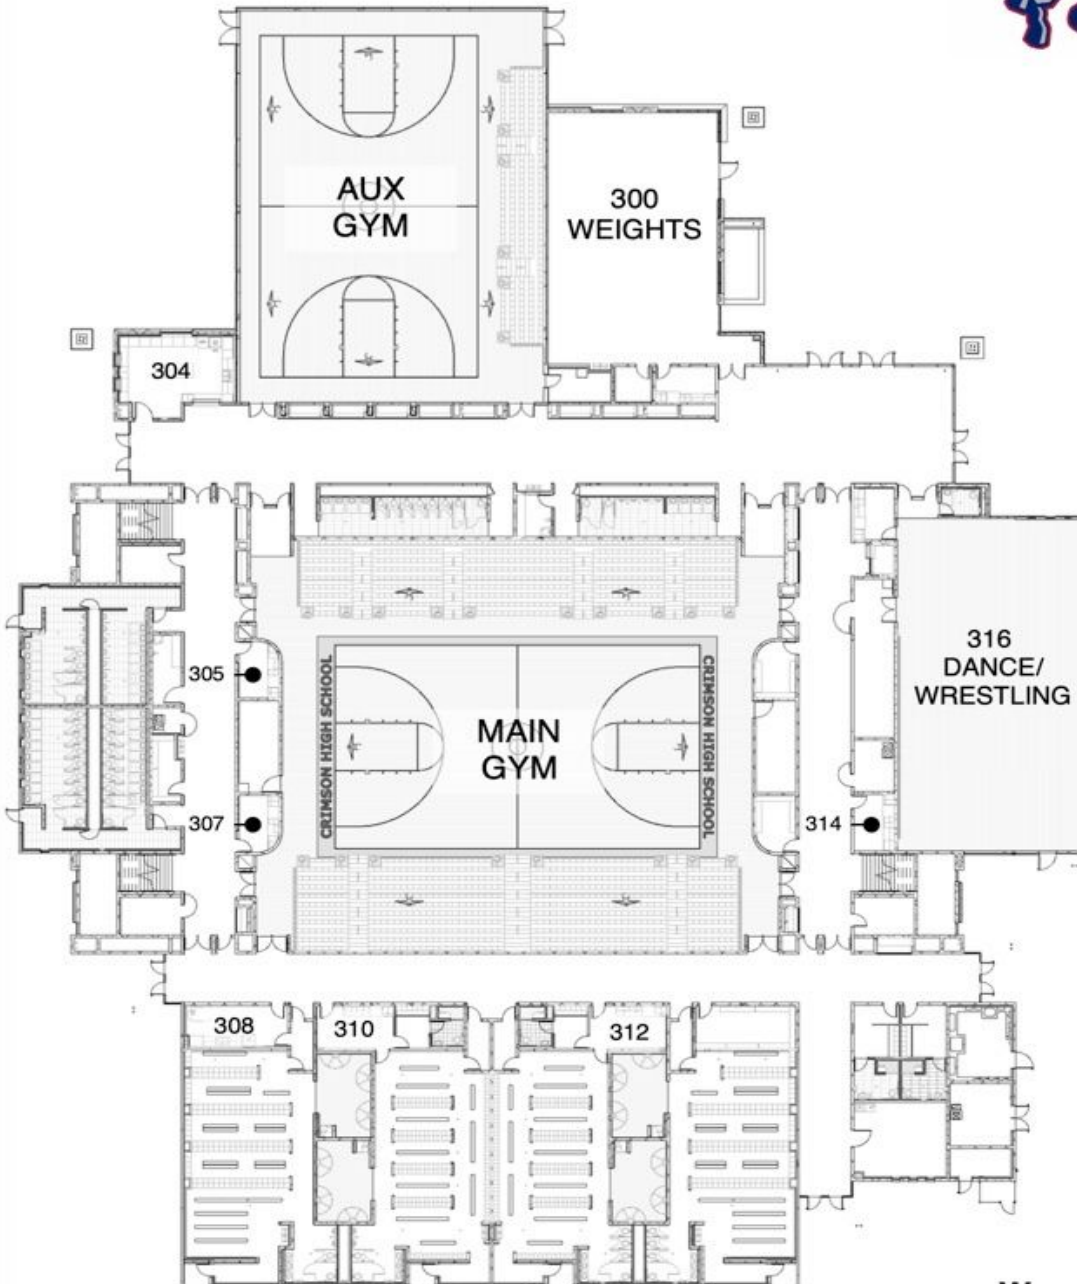 AUX
GYM
300
WEIGHTS
304
305
CRIMSON HIGH SCHOOL
MAIN
GYM
CRIMSON HIGH SCHOOL
316
DANCE/
WRESTLING
307
314
308
310
312